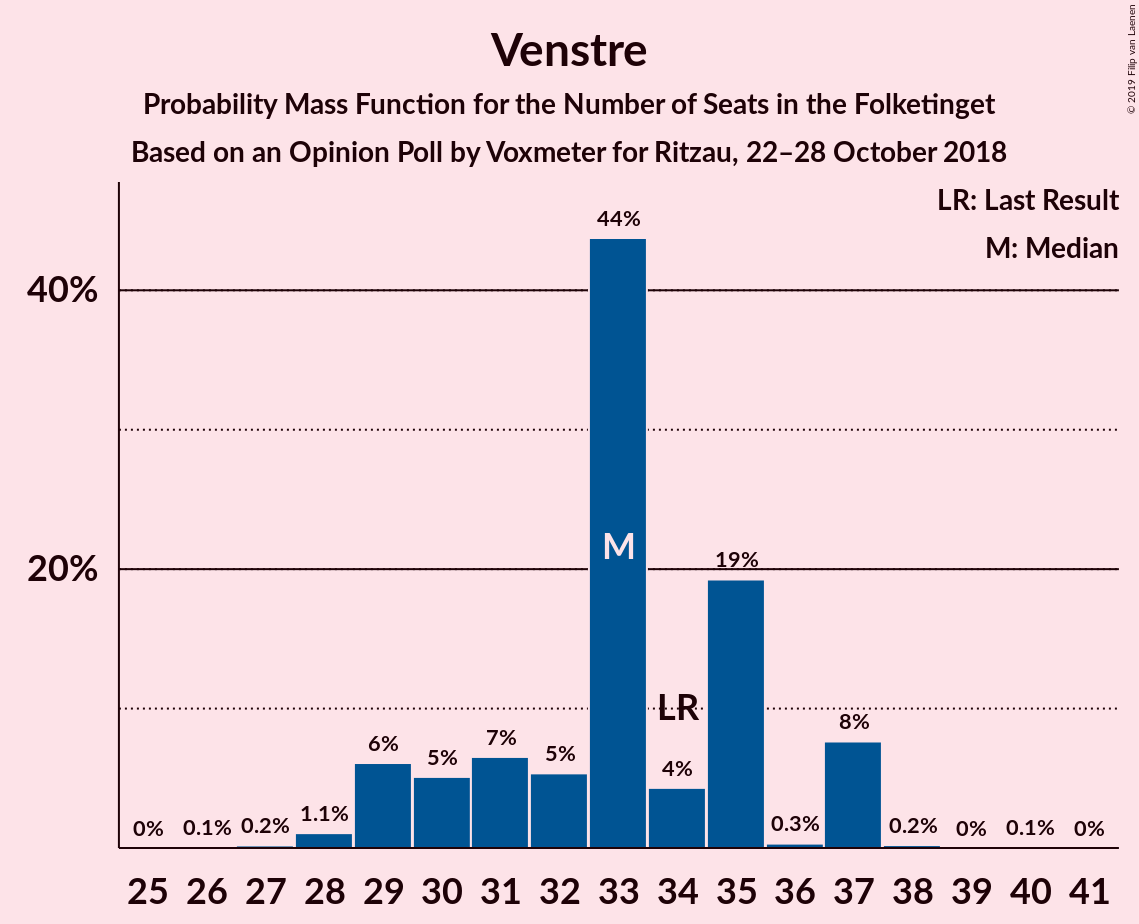 Venstre
Probability Mass Function for the Number of Seats in the Folketinget
Based on an Opinion Poll by Voxmeter for Ritzau, 22–28 October 2018
© 2019 Filip van Laenen
LR: Last Result
M: Median
40%
20%
0%
0.1%
0.2%
1.1%
6%
5%
7%
5%
44%
M
LR
4%
19%
0.3%
8%
0.2%
0%
0.1%
0%
25 26 27 28 29 30 31 32 33 34 35 36 37 38 39 40 41